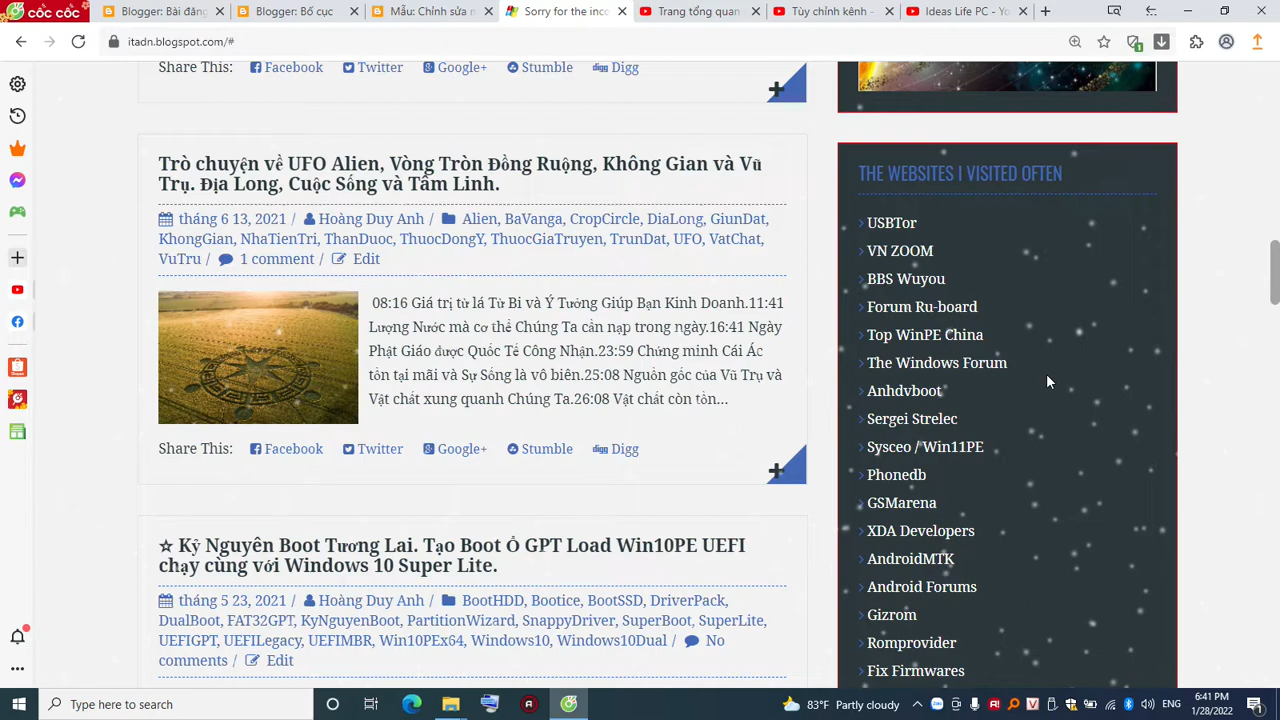 cốc cốc
Blogger: Bài đăng
Blogger: Bố cục
Mẫu: Chỉnh sửa c
Sorry for the inco
Trang tổng quan
Tùy chỉnh kênh -
Ideas Life PC - Yo
itadn.blogspot.com/#
Share This: Facebook Twitter Google+ Stumble Digg
Trò chuyện về UFO Alien, Vòng Tròn Đồng Ruộng, Không Gian và Vũ
Trụ. Địa Long, Cuộc Sống và Tâm Linh.
tháng 6 13, 2021 / Hoàng Duy Anh / Alien, BaVanga, CropCircle, DiaLong, GiunDat,
KhongGian, NhaTienTri, ThanDuoc, ThuocDongY, ThuocGiaTruyen, TrunDat, UFO, VatChat,
VuTru / 1 comment / Edit
08:16 Giá trị từ lá Từ Bi và Ý Tưởng Giúp Bạn Kinh Doanh.11:41
Lượng Nước mà cơ thể Chúng Ta cần nạp trong ngày.16:41 Ngày
Phật Giáo được Quốc Tế Công Nhận.23:59 Chứng minh Cái Ác
tồn tại mãi và Sự Sống là vô biên.25:08 Nguồn gốc của Vũ Trụ và
Vật chất xung quanh Chúng Ta.26:08 Vật chất còn tồn...
Share This: Facebook Twitter Google+ Stumble Digg
☆ Kỷ Nguyên Boot Tương Lai. Tạo Boot Ổ GPT Load Win10PE UEFI
chạy cùng với Windows 10 Super Lite.
tháng 5 23, 2021 / Hoàng Duy Anh / BootHDD, Bootice, BootSSD, DriverPack,
DualBoot, FAT32GPT, KyNguyenBoot, PartitionWizard, SnappyDriver, SuperBoot, SuperLite,
UEFIGPT, UEFILegacy, UEFIMBR, Win10PEx64, Windows10, Windows10Dual / No
comments / Edit
THE WEBSITES I VISITED OFTEN
USBTor
VN ZOOM
BBS Wuyou
Forum Ru-board
Top WinPE China
The Windows Forum
Anhdvboot
Sergei Strelec
Sysceo / Win11PE
Phonedb
GSMarena
XDA Developers
AndroidMTK
Android Forums
Gizrom
Romprovider
Fix Firmwares
Type here to search
83°F Partly cloudy
ENG
6:41 PM
1/28/2022